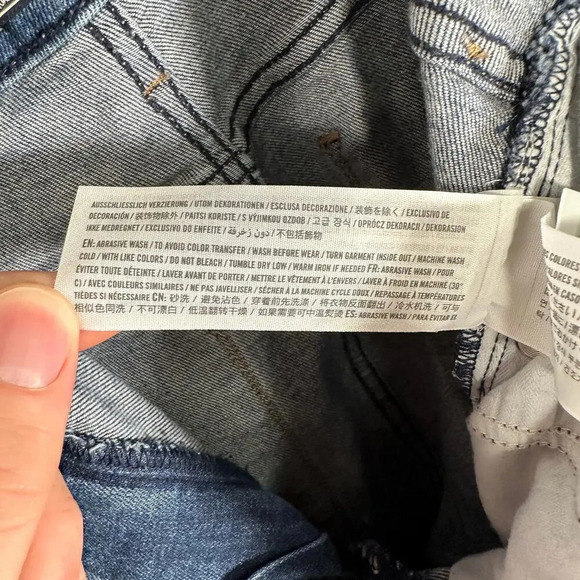 AUSSCHLIESSLICH VERZIERUNG / UTOM DEKORATIONEN / ESCLUSA DECORAZIONE / 装飾を除く / EXCLUSIVO DE
DECORACIÓN / 装饰物除外 / PAITSI KORISTE / S VÝJIMKOU OZDOB / 고급 장식 / OPRÓCZ DEKORACJI / DEKORASJON
IKKE MEDREGNET / EXCLUSIVO DO ENFEITE / دون زخرفة / 不包括飾物
EN: ABRASIVE WASH / TO AVOID COLOR TRANSFER / WASH BEFORE WEAR / TURN GARMENT INSIDE OUT / MACHINE WASH
COLD / WITH LIKE COLORS / DO NOT BLEACH / TUMBLE DRY LOW / WARM IRON IF NEEDED FR: ABRASIVE WASH / POUR
ÉVITER TOUTE DÉTEINTE / LAVER AVANT DE PORTER / METTRE LE VÊTEMENT À L'ENVERS / LAVER À FROID EN MACHINE (30°
C) / AVEC COULEURS SIMILAIRES / NE PAS JAVELLISER / SÉCHER À LA MACHINE CYCLE DOUX / REPASSAGE À TEMPÉRATURES
TIÈDES SI NÉCESSAIRE CN: 砂洗 / 避免沾色 / 穿着前先洗涤 / 将衣物反面翻出 / 冷水机洗 / 可与
相似色同洗 / 不可漂白 / 低温翻转干燥 / 如果需要可中温熨烫 ES: ABRASIVE WASH / PARA EVITAR EL